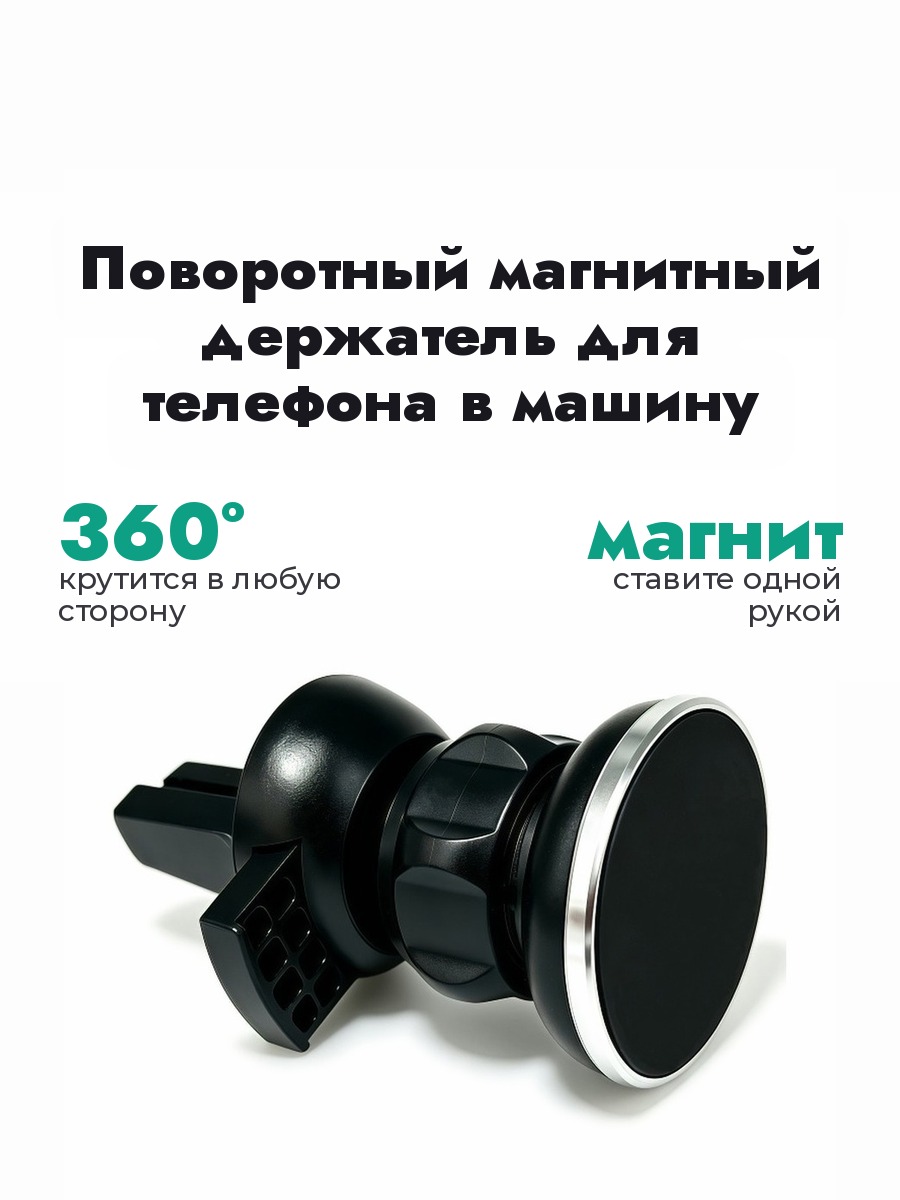 Поворотный магнитный
держатель для
телефона в машину
360°
крутится в любую
сторону
магнит
ставите одной
рукой